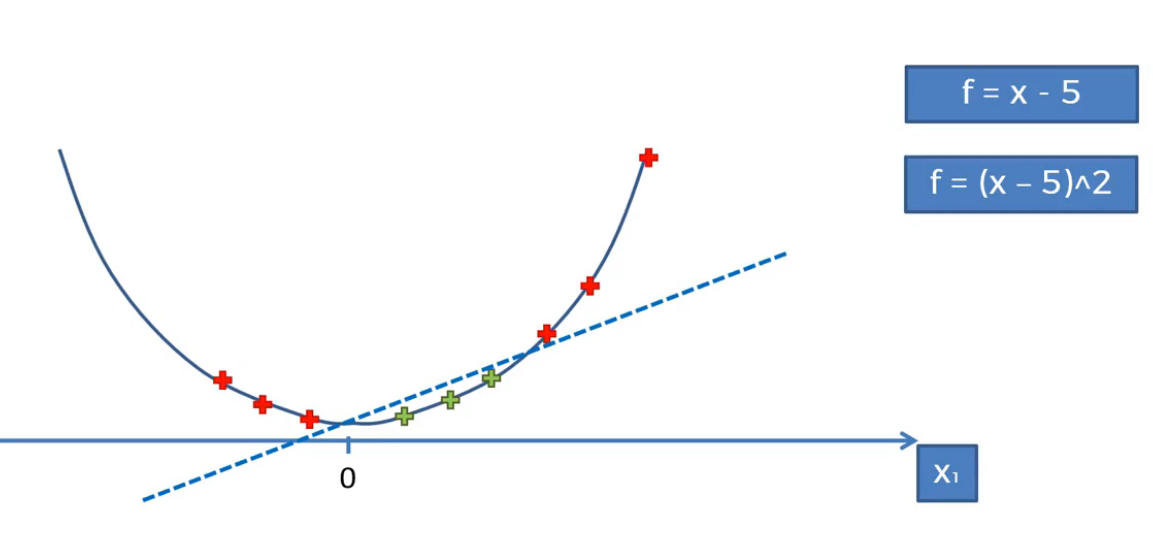 f = x - 5
f = (x – 5)^2
0
x₁